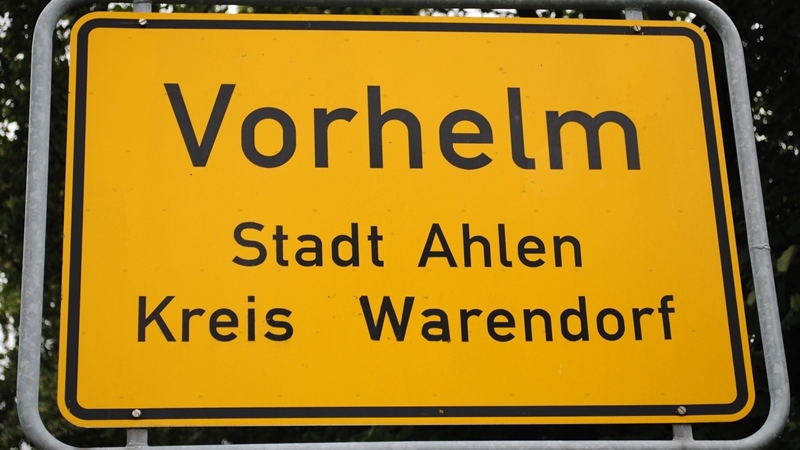 Vorhelm
Stadt Ahlen
Kreis Warendorf